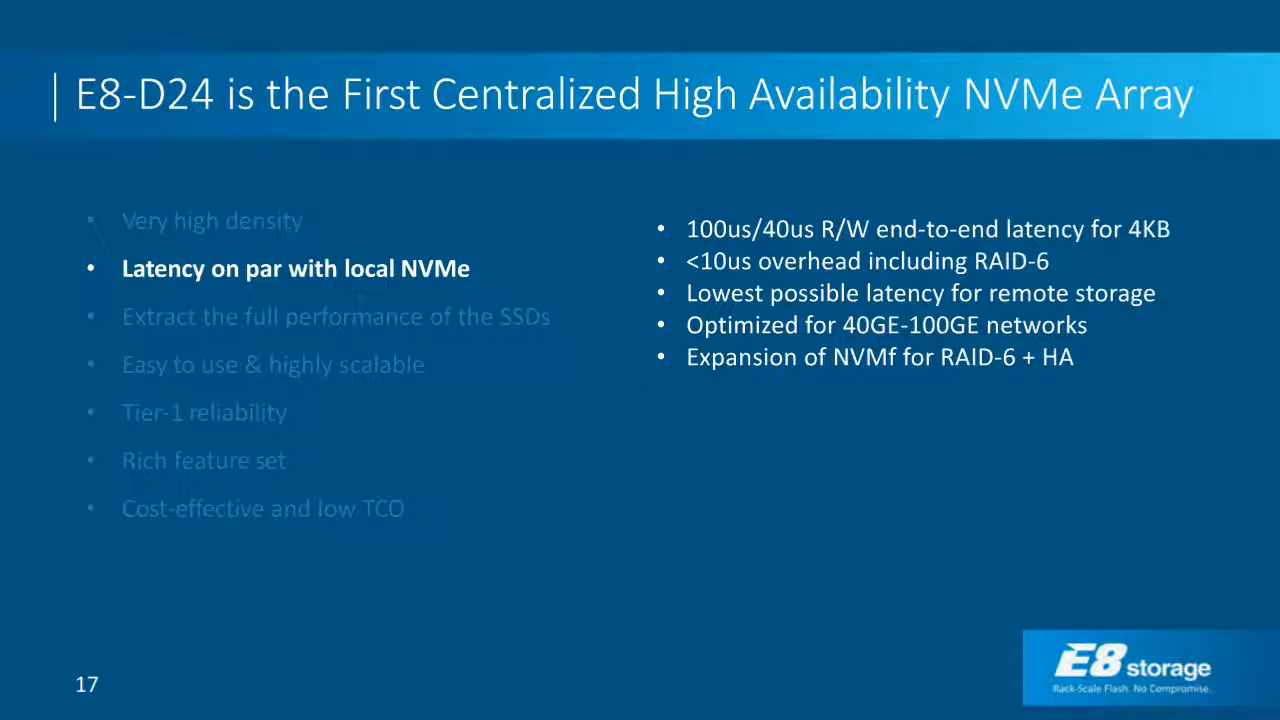 E8-D24 is the First Centralized High Availability NVMe Array
• Very high density
• Latency on par with local NVMe
• Extract the full performance of the SSDs
• Easy to use & highly scalable
• Tier-1 reliability
• Rich feature set
• Cost-effective and low TCO
• 100us/40us R/W end-to-end latency for 4KB
• <10us overhead including RAID-6
• Lowest possible latency for remote storage
• Optimized for 40GE-100GE networks
• Expansion of NVMf for RAID-6 + HA
17
E8 storage
Rack-Scale Flash. No Compromise.